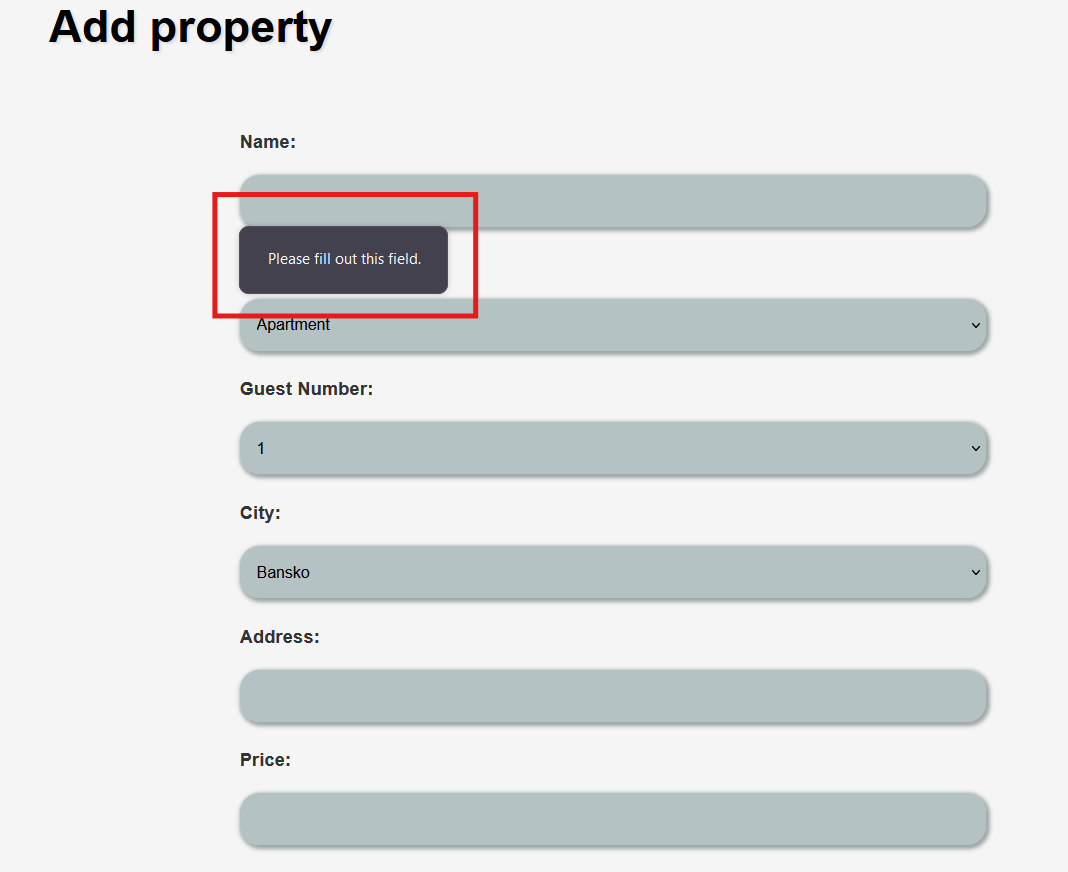 Add property
Name:
Please fill out this field.
Apartment
Guest Number:
1
City:
Bansko
Address:
Price: